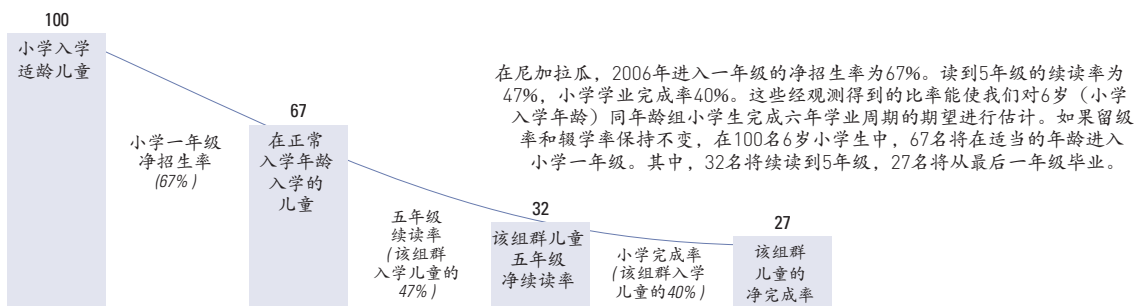 100
小学入学
适龄儿童
小学一年级
净招生率
(67% )
67
在正常
入学年龄
入学的
儿童
五年级
续读率
(该组群
入学儿童的
47% )
32
该组群儿童
五年级
净续读率
小学完成率
(该组群入学
儿童的40% )
27
该组群
儿童的
净完成率
在尼加拉瓜，2006年进入一年级的净招生率为67%。读到5年级的续读率为
47%，小学学业完成率40%。这些经观测得到的比率能使我们对6岁（小学
入学年龄）同年龄组小学生完成六年学业周期的期望进行估计。如果留级
率和辍学率保持不变，在100名6岁小学生中，67名将在适当的年龄进入
小学一年级。其中，32名将续读到5年级，27名将从最后一年级毕业。